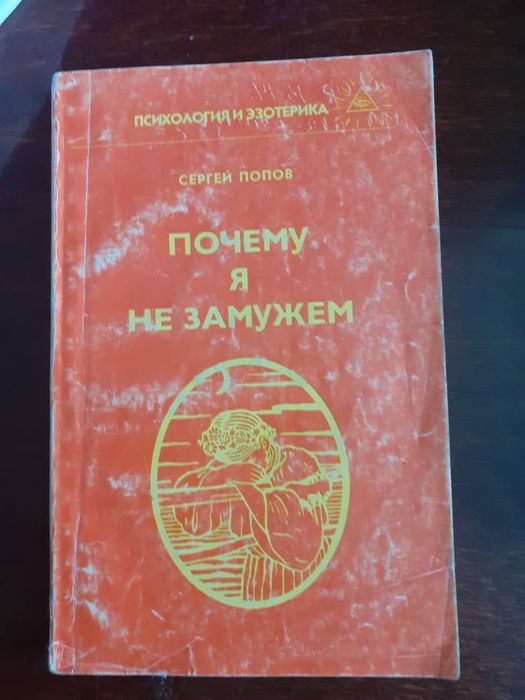 ПСИХОЛОГИЯ И ЭЗОТЕРИКА
СЕРГЕЙ ПОПОВ
ПОЧЕМУ
Я
НЕ ЗАМУЖЕМ